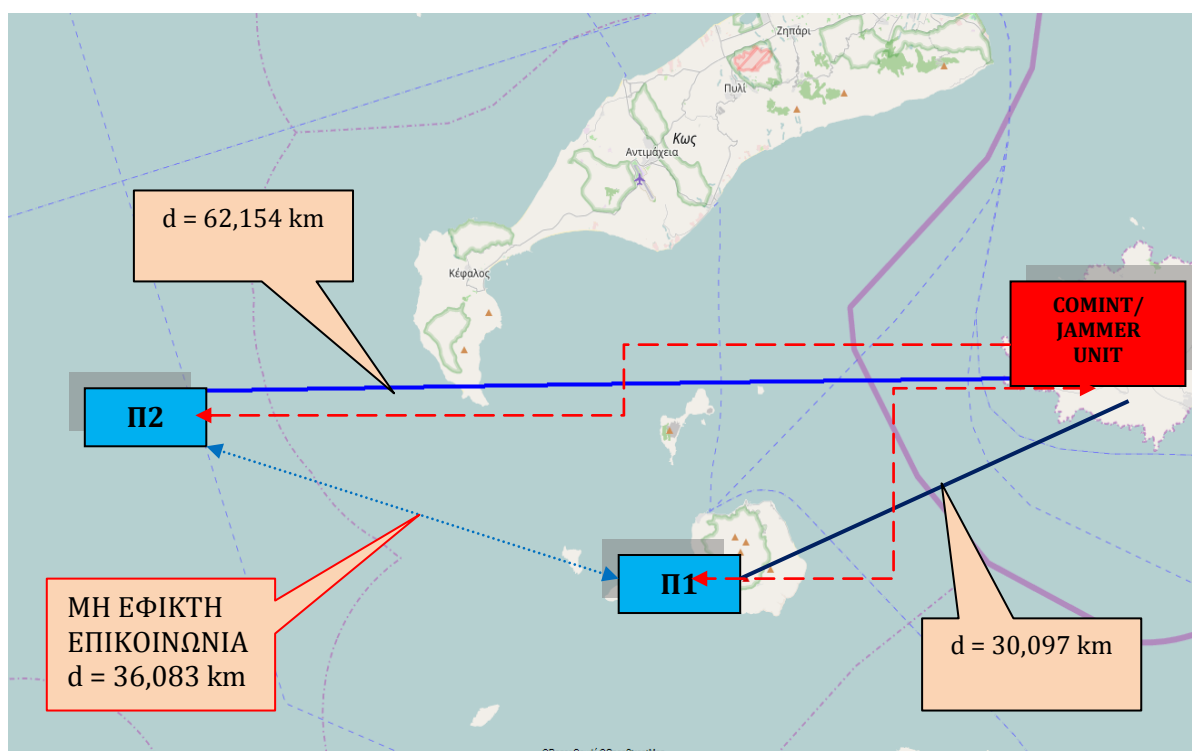 Ζηπάρι
Πυλί
Κως
Αντιμάχεια
d = 62,154 km
Κέφαλος
COMINT/
JAMMER
UNIT
Π2
Π1
ΜΗ ΕΦΙΚΤΗ
ΕΠΙΚΟΙΝΩΝΙΑ
d = 36,083 km
d = 30,097 km